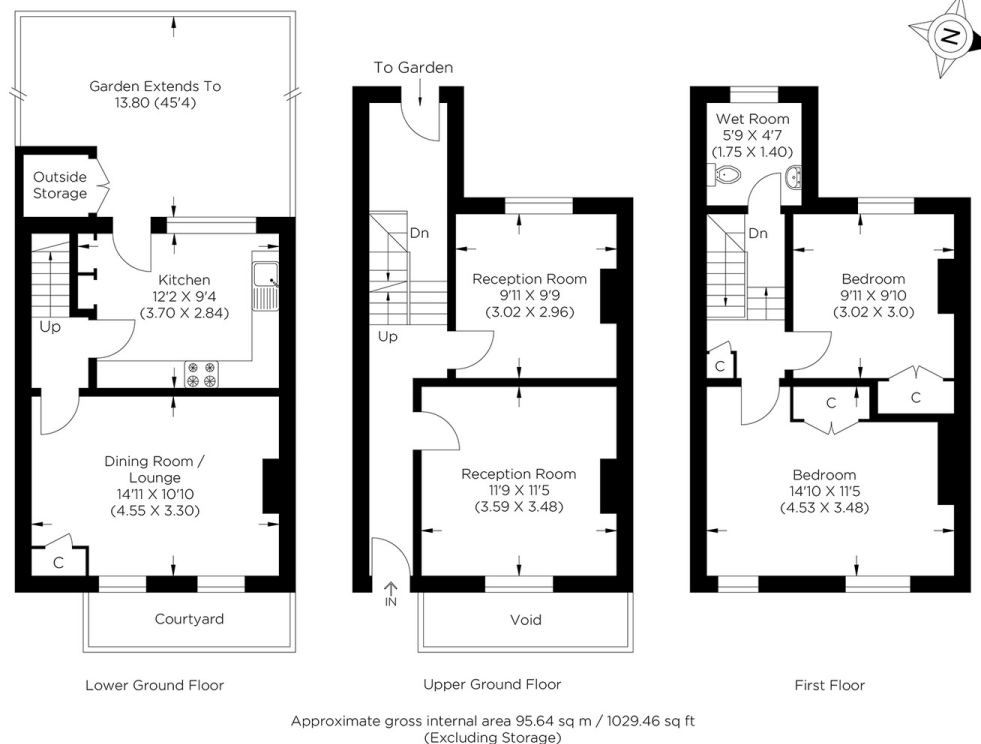 N
Garden Extends To
13.80 (45'4)
Outside
Storage
Kitchen
12'2 X 9'4
(3.70 X 2.84)
Up
Dining Room /
Lounge
14'11 X 10'10
(4.55 X 3.30)
C
Courtyard
Lower Ground Floor
To Garden
Dn
Reception Room
9'11 X 9'9
(3.02 X 2.96)
Up
Reception Room
11'9 X 11'5
(3.59 X 3.48)
IN
Void
Upper Ground Floor
Wet Room
5'9 X 4'7
(1.75 X 1.40)
Dn
Bedroom
9'11 X 9'10
(3.02 X 3.0)
C
C
C
Bedroom
14'10 X 11'5
(4.53 X 3.48)
First Floor
Approximate gross internal area 95.64 sq m / 1029.46 sq ft
(Excluding Storage)